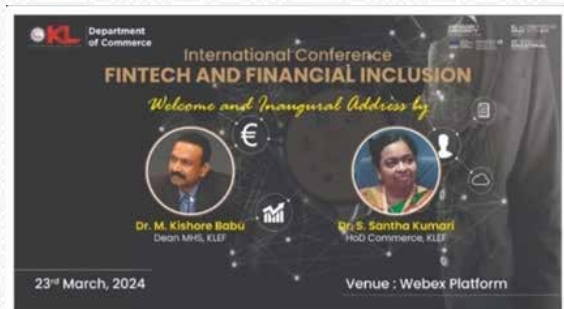 KL
Department
of Commerce
International Conference
FINTECH AND FINANCIAL INCLUSION
Welcome and Inaugural Address by
€
Dr. M. Kishore Babu
Dean MHS, KLEF
Dr. S. Santha Kumari
HoD Commerce, KLEF
23rd March, 2024
Venue : Webex Platform